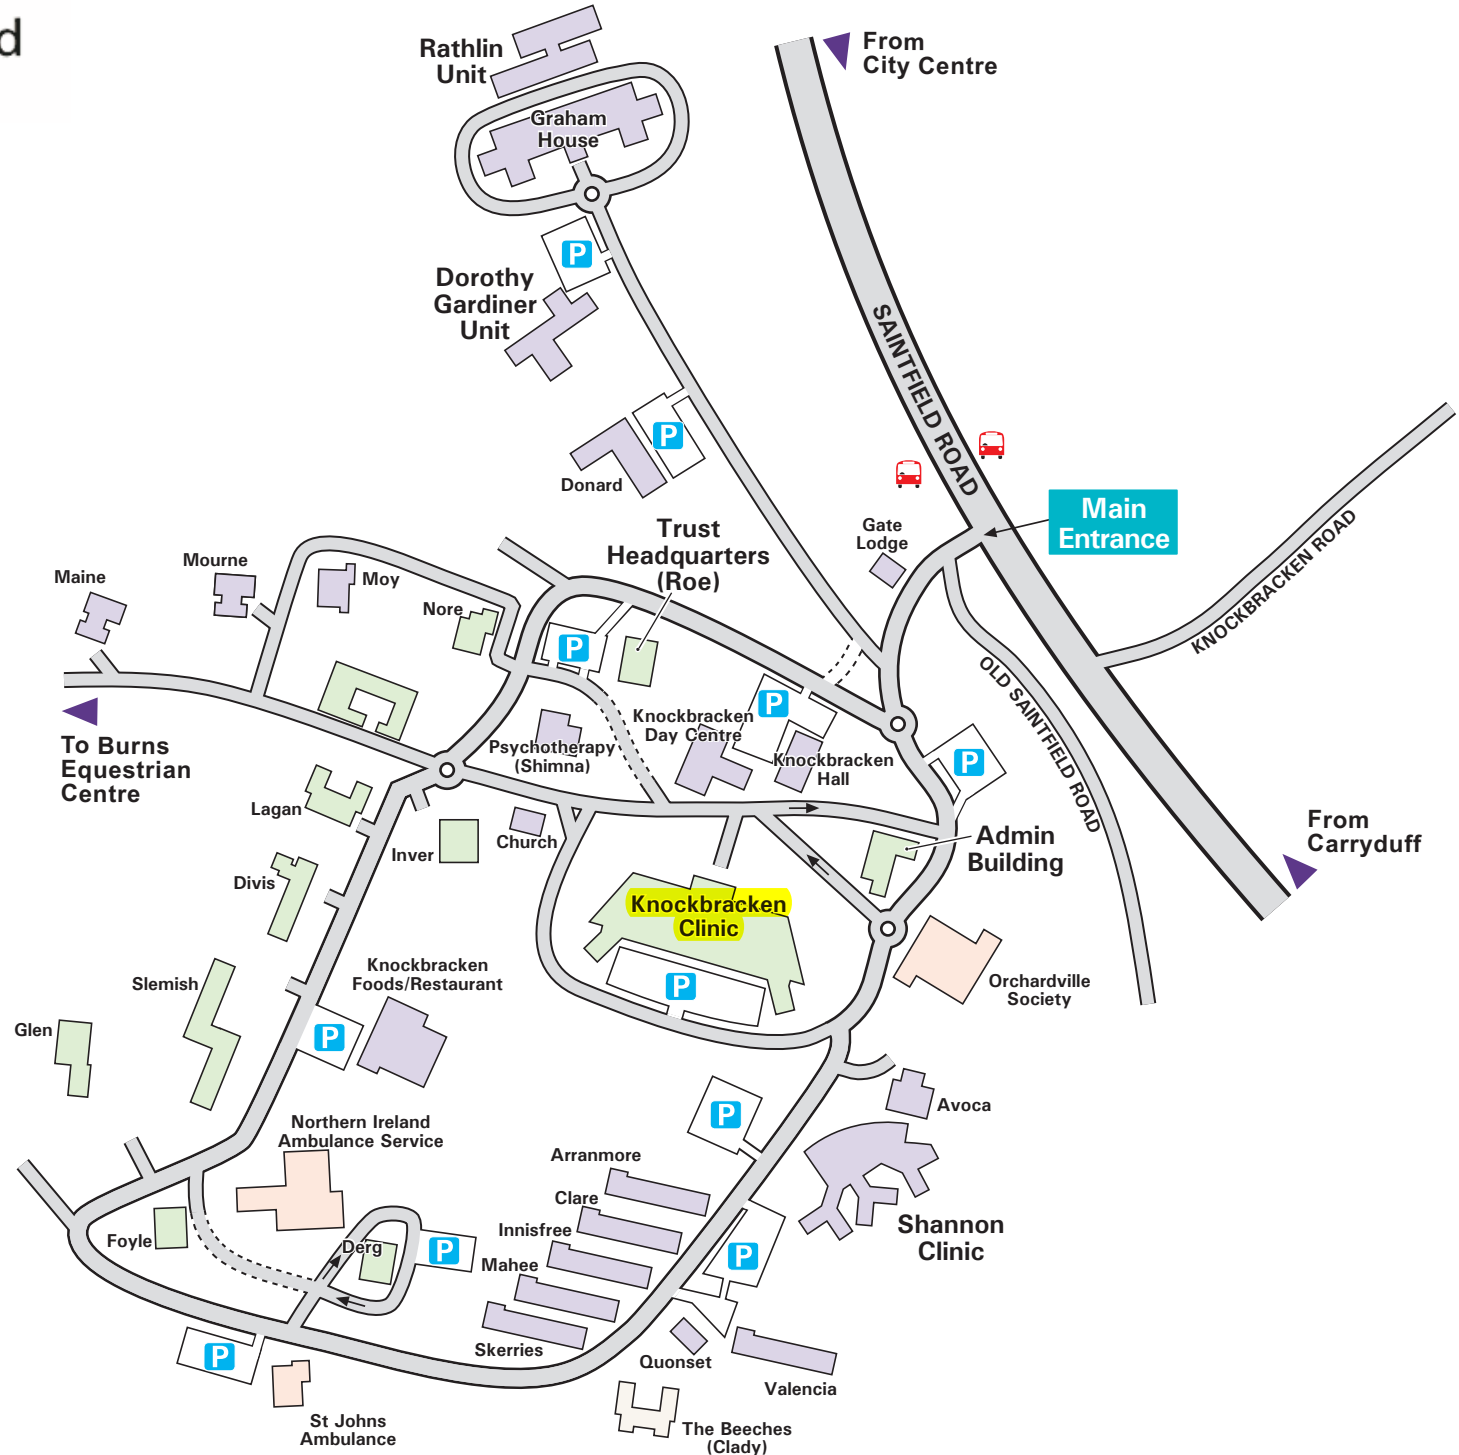 d
Rathlin
Unit
From
City Centre
Graham
House
P
Dorothy
Gardiner
Unit
SAINTFIELD ROAD
P
Donard
Main
Entrance
Gate
Lodge
KNOCKBRACKEN ROAD
Trust
Headquarters
(Roe)
Maine
Mourne
Moy
Nore
P
OLD SAINTFIELD ROAD
To Burns
Equestrian
Centre
Psychotherapy
(Shimna)
Knockbracken
Day Centre
P
Knockbracken
Hall
P
Lagan
Inver
Church
Admin
Building
From
Carryduff
Divis
Knockbracken
Clinic
P
Slemish
Knockbracken
Foods/Restaurant
Orchardville
Society
Glen
P
Northern Ireland
Ambulance Service
P
Avoca
Arranmore
Clare
Innisfree
Mahee
Skerries
Shannon
Clinic
Foyle
Derg
P
P
P
Quonset
Valencia
St Johns
Ambulance
The Beeches
(Clady)